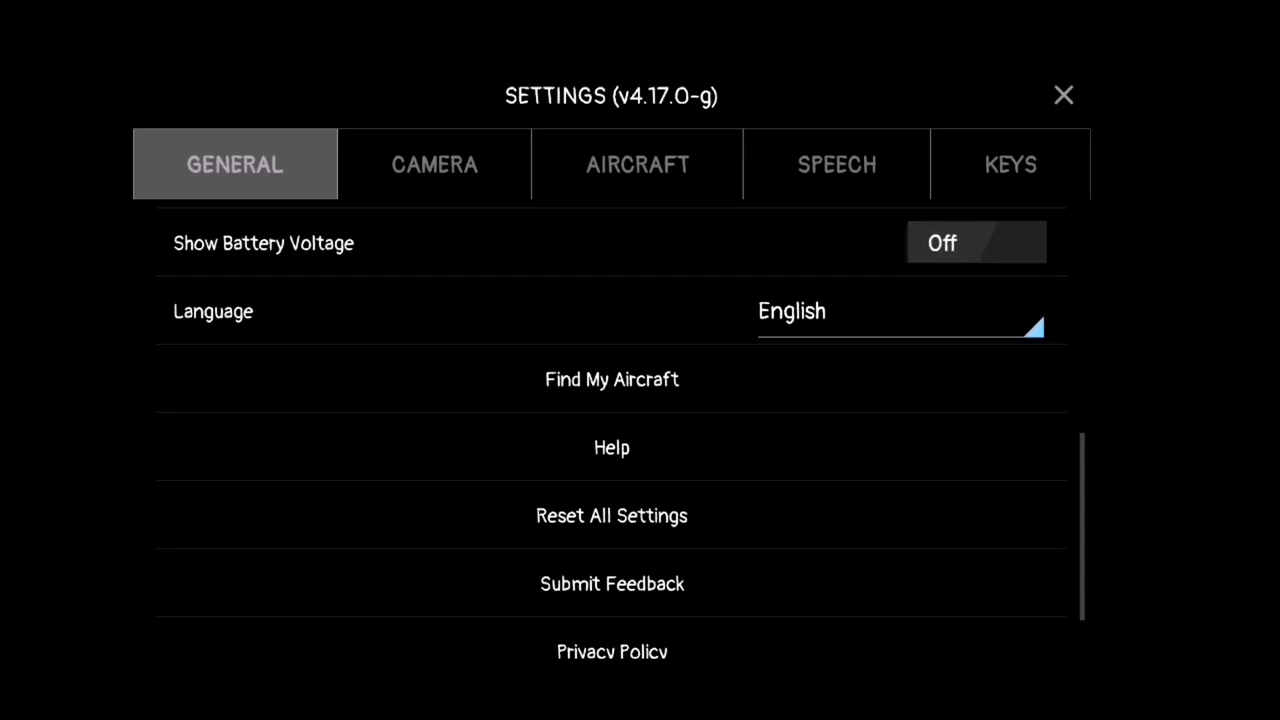 SETTINGS (v4.17.0-g)
GENERAL CAMERA AIRCRAFT SPEECH KEYS
Show Battery Voltage Off
Language English
Find My Aircraft
Help
Reset All Settings
Submit Feedback
Privacy Policy